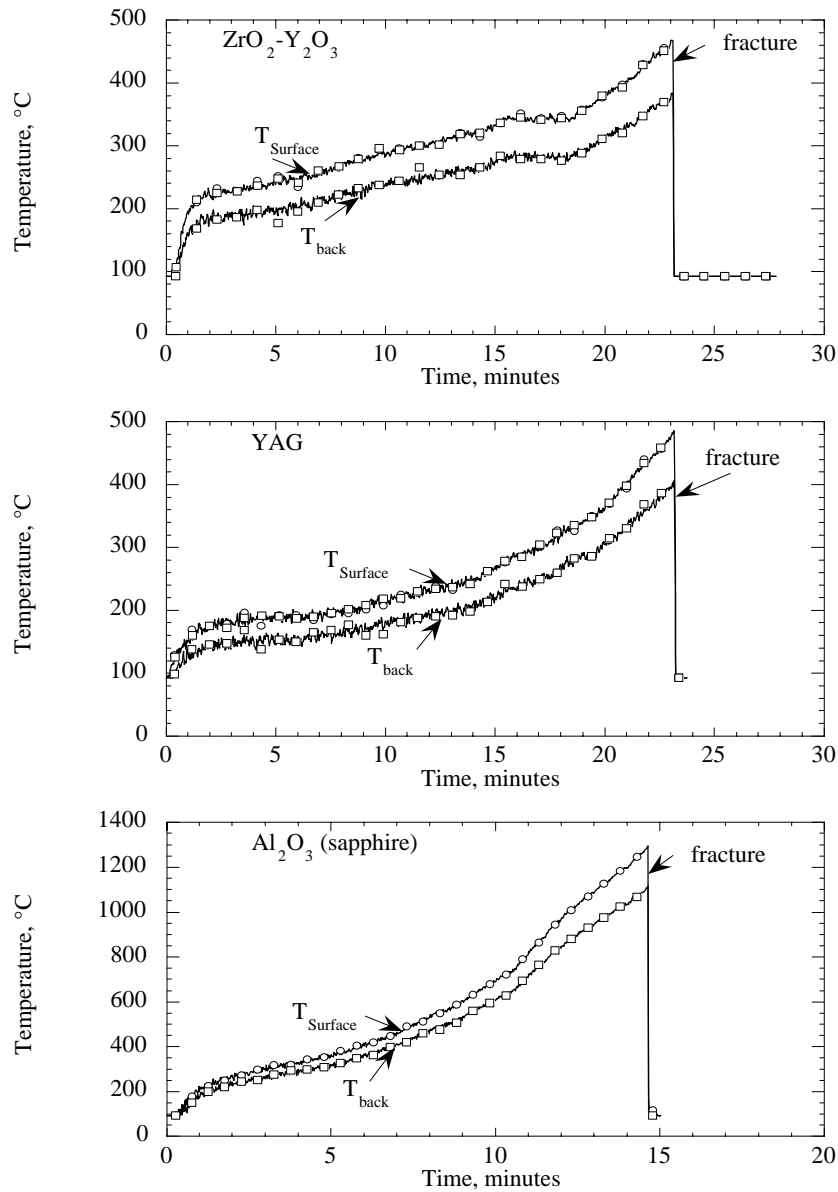 500
ZrO2-Y2O3
fracture
400
Temperature, °C
300
TSurface
200
Tback
100
0
0 5 10 15 20 25 30
Time, minutes
500
YAG
fracture
400
Temperature, °C
300
TSurface
200
Tback
100
0
0 5 10 15 20 25 30
Time, minutes
1400
Al2O3 (sapphire)
fracture
1200
1000
Temperature, °C
800
600
TSurface
400
Tback
200
0
0 5 10 15 20
Time, minutes